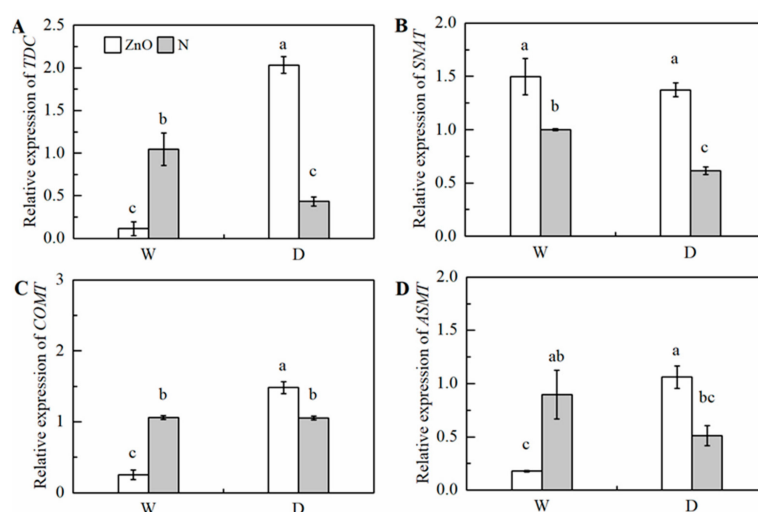 A
Relative expression of TDC
2.5
2.0
1.5
1.0
0.5
0.0
ZnO N
c
b
a
c
W D
B
Relative expression of SNAT
2.0
1.5
1.0
0.5
0.0
a
b
a
c
W D
C
Relative expression of COMT
3
2
1
0
c
b
a
b
W D
D
Relative expression of ASMT
2.0
1.5
1.0
0.5
0.0
c
ab
a
bc
W D